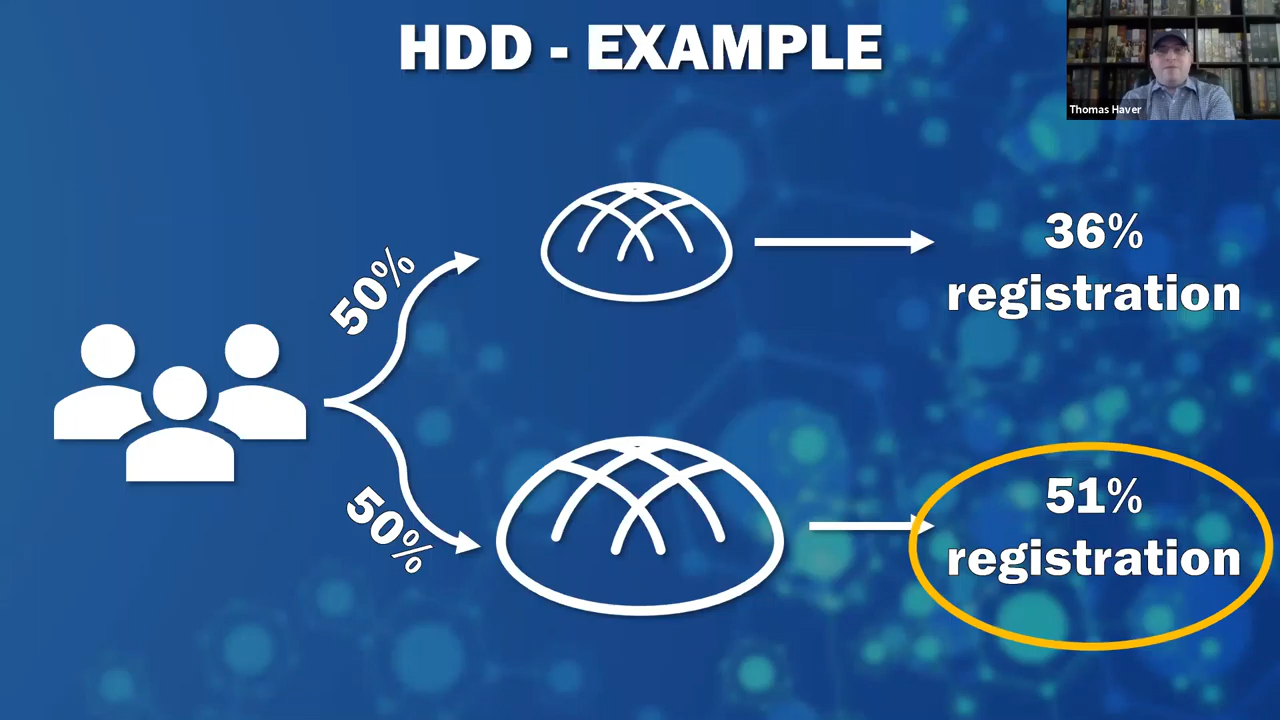 HDD - EXAMPLE
Thomas Haver
50%
36%
registration
50%
51%
registration